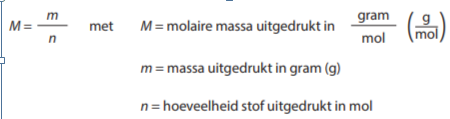 M = m/n met M = molaire massa uitgedrukt in gram/mol (g/mol)
m = massa uitgedrukt in gram (g)
n = hoeveelheid stof uitgedrukt in mol